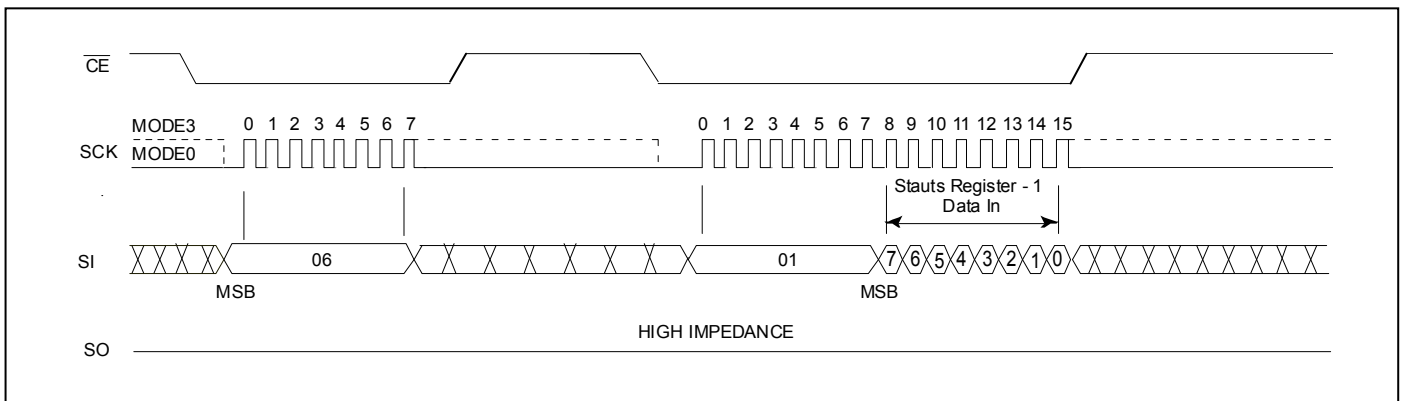 CE
MODE3
0 1 2 3 4 5 6 7
0 1 2 3 4 5 6 7 8 9 10 11 12 13 14 15
SCK
MODE0
Stauts Register - 1
Data In
SI
06
01
7 6 5 4 3 2 1 0
MSB
MSB
HIGH IMPEDANCE
SO